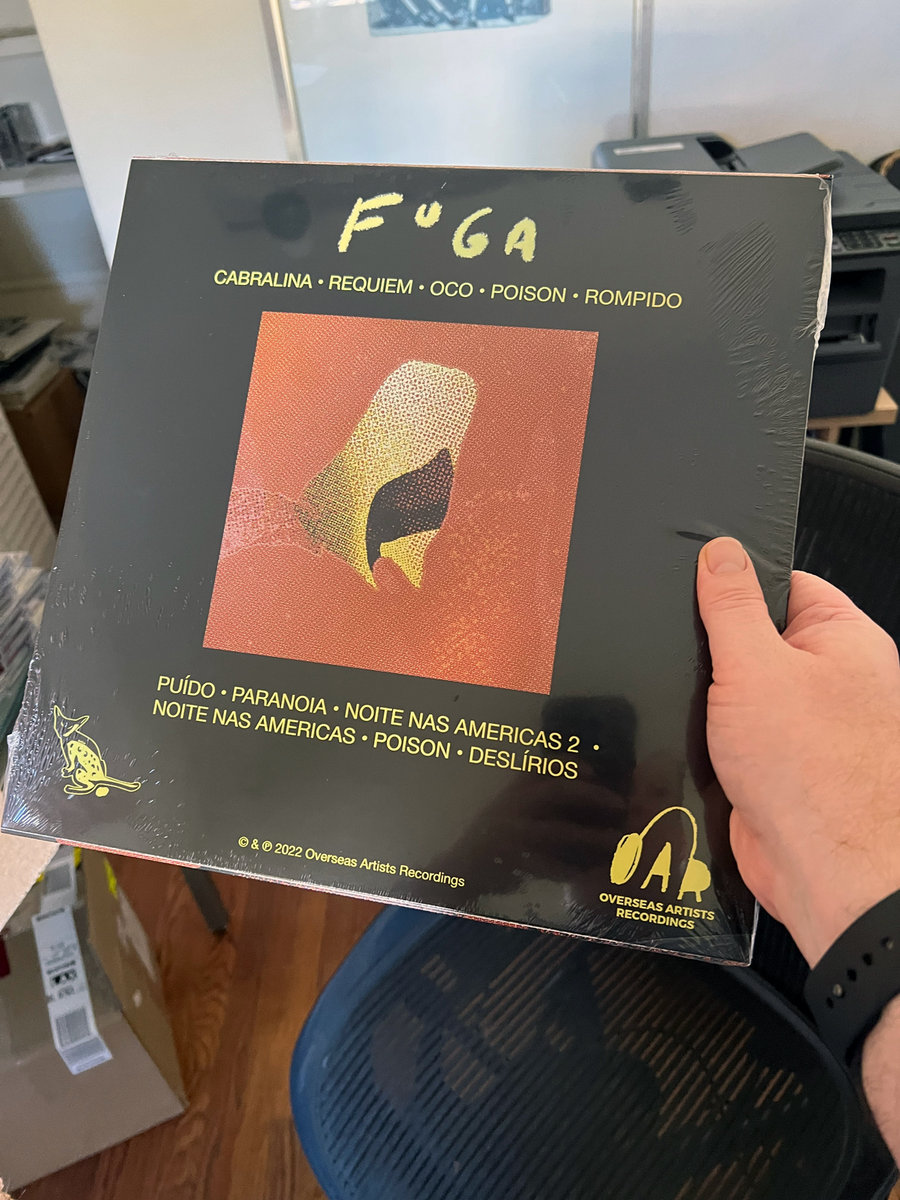 FUGA
CABRALINA • REQUIEM • OCO • POISON • ROMPIDO
PUÍDO • PARANOIA • NOITE NAS AMERICAS 2 •
NOITE NAS AMERICAS • POISON • DESLÍRIOS
© & ℗ 2022 Overseas Artists Recordings
OAR
OVERSEAS ARTISTS
RECORDINGS